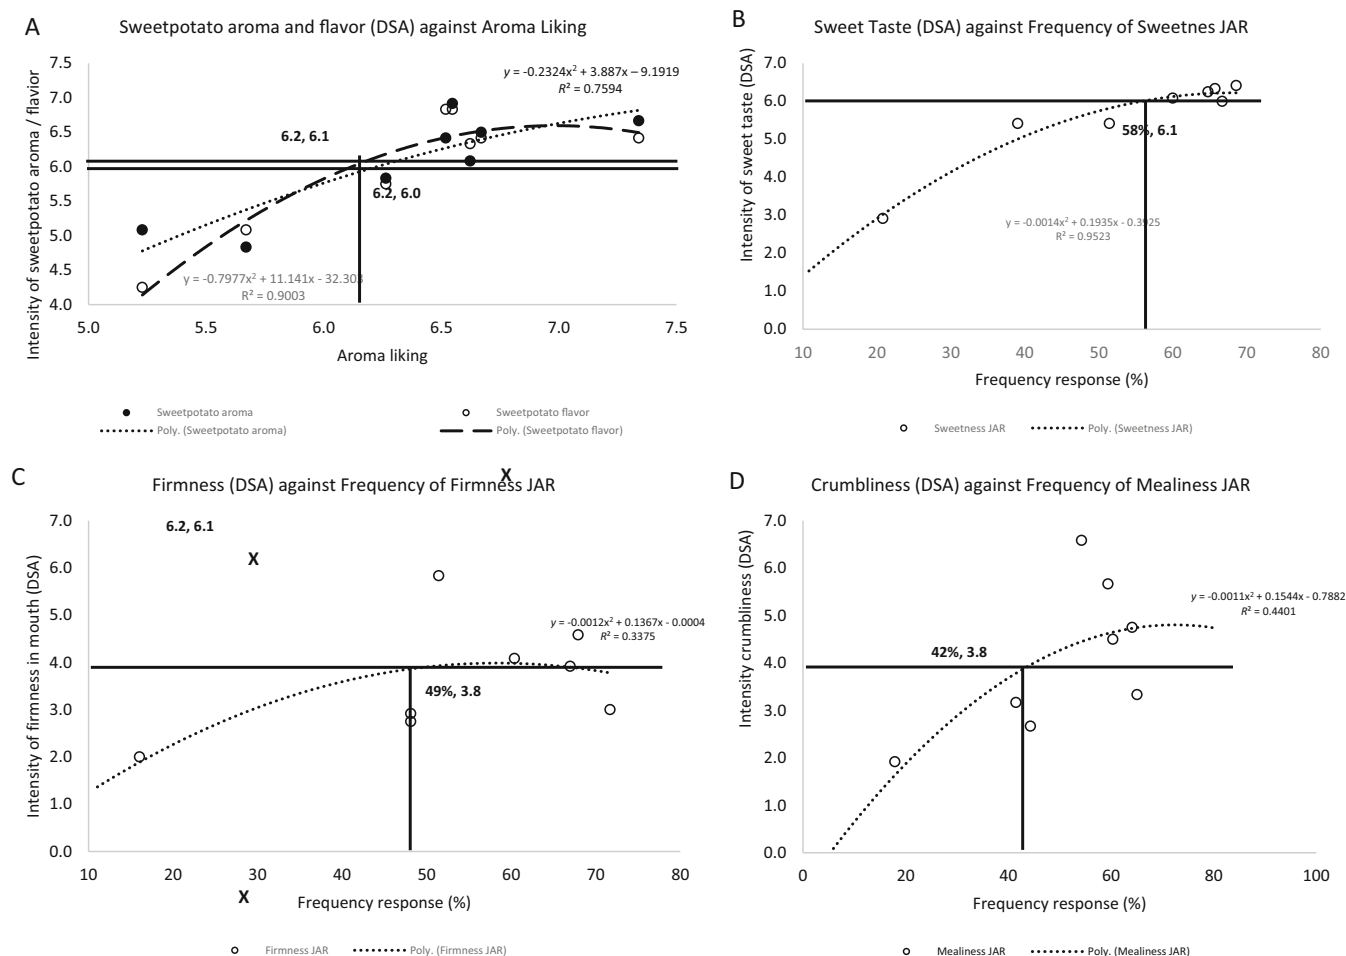 A
Sweetpotato aroma and flavor (DSA) against Aroma Liking
Intensity of sweetpotato aroma / flavior
7.5
7.0
6.5
6.0
5.5
5.0
4.5
4.0
y = -0.2324x² + 3.887x – 9.1919
R² = 0.7594
6.2, 6.1
6.2, 6.0
y = -0.7977x² + 11.141x - 32.303
R² = 0.9003
5.0 5.5 6.0 6.5 7.0 7.5
Aroma liking
Sweetpotato aroma
Sweetpotato flavor
Poly. (Sweetpotato aroma)
Poly. (Sweetpotato flavor)
B
Sweet Taste (DSA) against Frequency of Sweetnes JAR
Intensity of sweet taste (DSA)
7.0
6.0
5.0
4.0
3.0
2.0
1.0
0.0
58%, 6.1
y = -0.0014x² + 0.1935x - 0.3925
R² = 0.9523
10 20 30 40 50 60 70 80
Frequency response (%)
Sweetness JAR
Poly. (Sweetness JAR)
C
X
Firmness (DSA) against Frequency of Firmness JAR
Intensity of firmness in mouth (DSA)
7.0
6.0
5.0
4.0
3.0
2.0
1.0
0.0
6.2, 6.1
X
y = -0.0012x² + 0.1367x - 0.0004
R² = 0.3375
49%, 3.8
10 20 30 40 50 60 70 80
X
Frequency response (%)
Firmness JAR
Poly. (Firmness JAR)
D
Crumbliness (DSA) against Frequency of Mealiness JAR
Intensity crumbliness (DSA)
7.0
6.0
5.0
4.0
3.0
2.0
1.0
0.0
y = -0.0011x² + 0.1544x - 0.7882
R² = 0.4401
42%, 3.8
0 20 40 60 80 100
Frequency response (%)
Mealiness JAR
Poly. (Mealiness JAR)